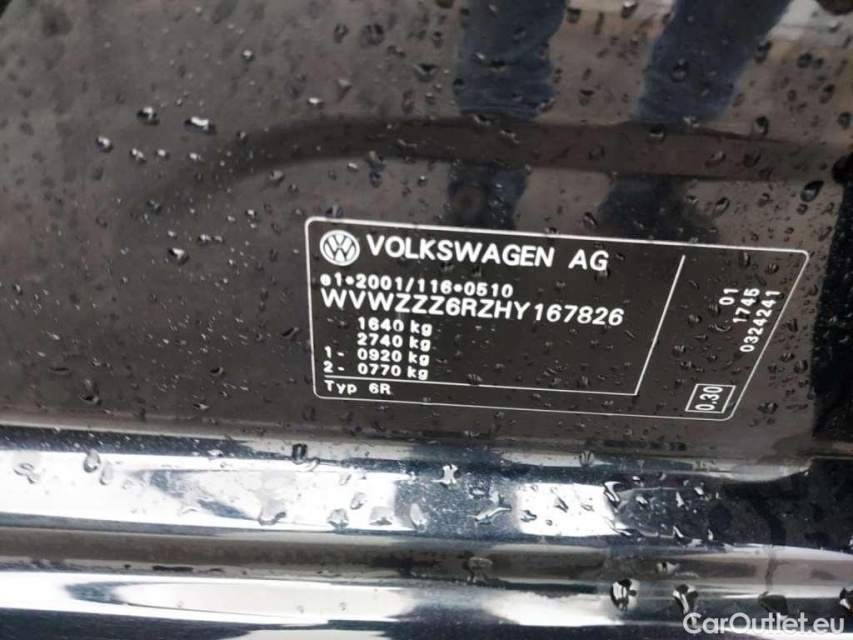 VOLKSWAGEN AG
e1*2001/116*0510
WVWZZZ6RZHY167826
1640 kg
2740 kg
1- 0920 kg
2- 0770 kg
Typ 6R
01
1745
0324241
0.30
CarOutlet.eu